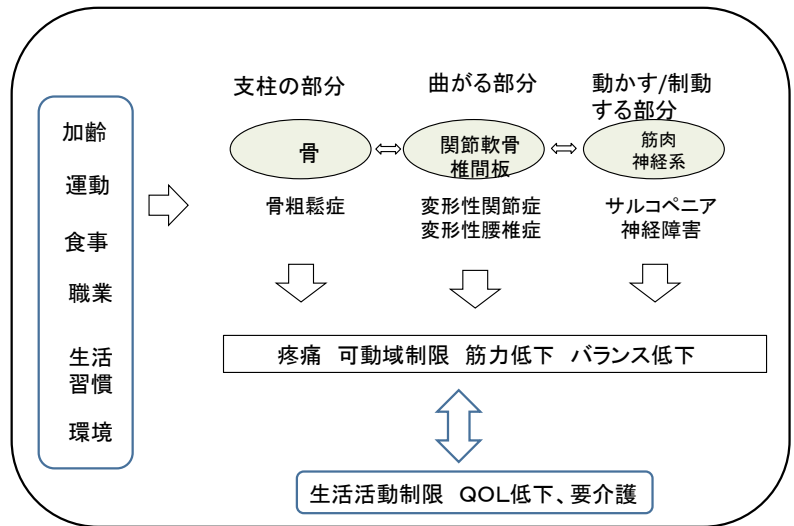 加齢
運動
食事
職業
生活
習慣
環境
支柱の部分
骨
骨粗鬆症
曲がる部分
関節軟骨
椎間板
変形性関節症
変形性腰椎症
動かす/制動
する部分
筋肉
神経系
サルコペニア
神経障害
疼痛 可動域制限 筋力低下 バランス低下
生活活動制限 QOL低下、要介護